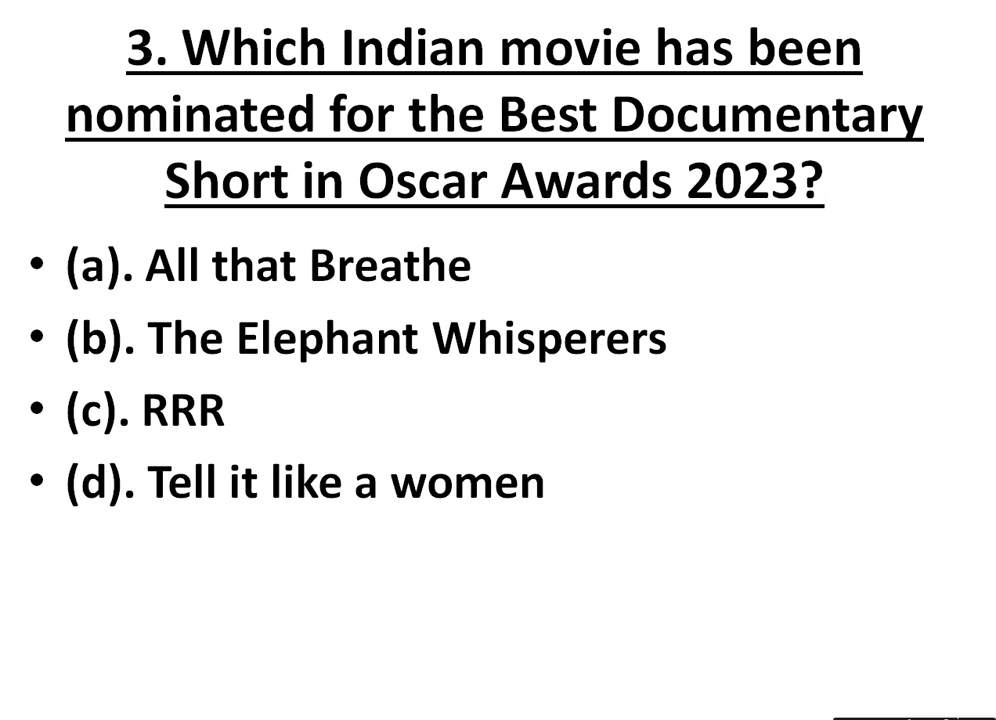 3. Which Indian movie has been
nominated for the Best Documentary
Short in Oscar Awards 2023?
• (a). All that Breathe
• (b). The Elephant Whisperers
• (c). RRR
• (d). Tell it like a women